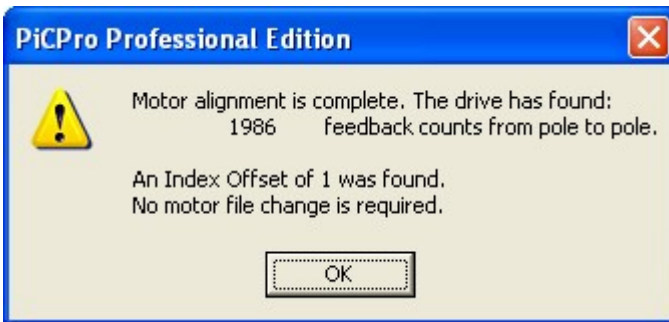 PiCPro Professional Edition
Motor alignment is complete. The drive has found:
1986 feedback counts from pole to pole.
An Index Offset of 1 was found.
No motor file change is required.
OK